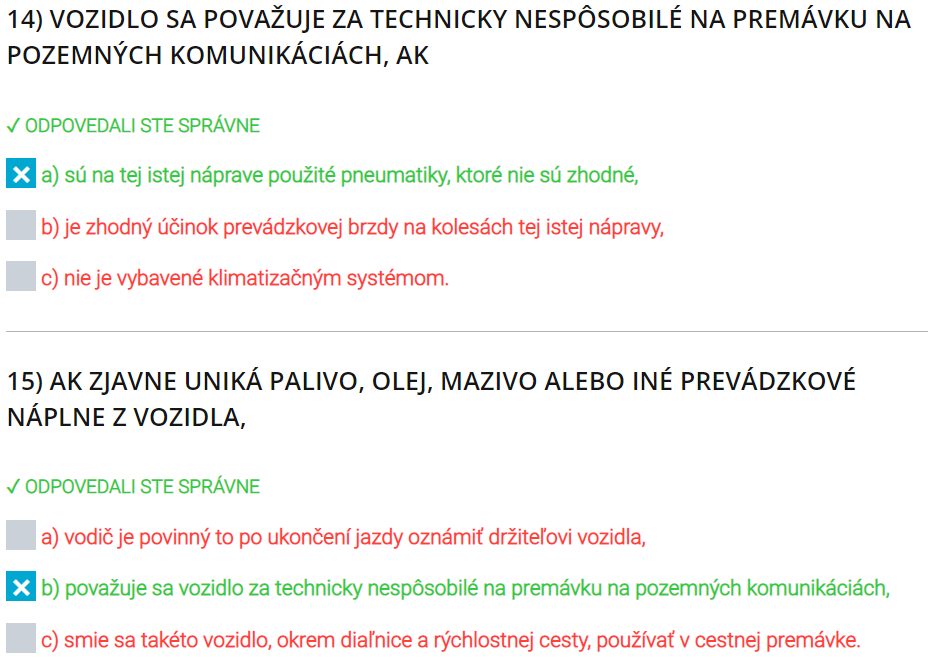 14) VOZIDLO SA POVAŽUJE ZA TECHNICKY NESPÔSOBILÉ NA PREMÁVKU NA
POZEMNÝCH KOMUNIKÁCIÁCH, AK
✓ ODPOVEDALI STE SPRÁVNE
a) sú na tej istej náprave použité pneumatiky, ktoré nie sú zhodné,
b) je zhodný účinok prevádzkovej brzdy na kolesách tej istej nápravy,
c) nie je vybavené klimatizačným systémom.
15) AK ZJAVNE UNIKÁ PALIVO, OLEJ, MAZIVO ALEBO INÉ PREVÁDZKOVÉ
NÁPLNE Z VOZIDLA,
✓ ODPOVEDALI STE SPRÁVNE
a) vodič je povinný to po ukončení jazdy oznámiť držiteľovi vozidla,
b) považuje sa vozidlo za technicky nespôsobilé na premávku na pozemných komunikáciách,
c) smie sa takéto vozidlo, okrem diaľnice a rýchlostnej cesty, používať v cestnej premávke.